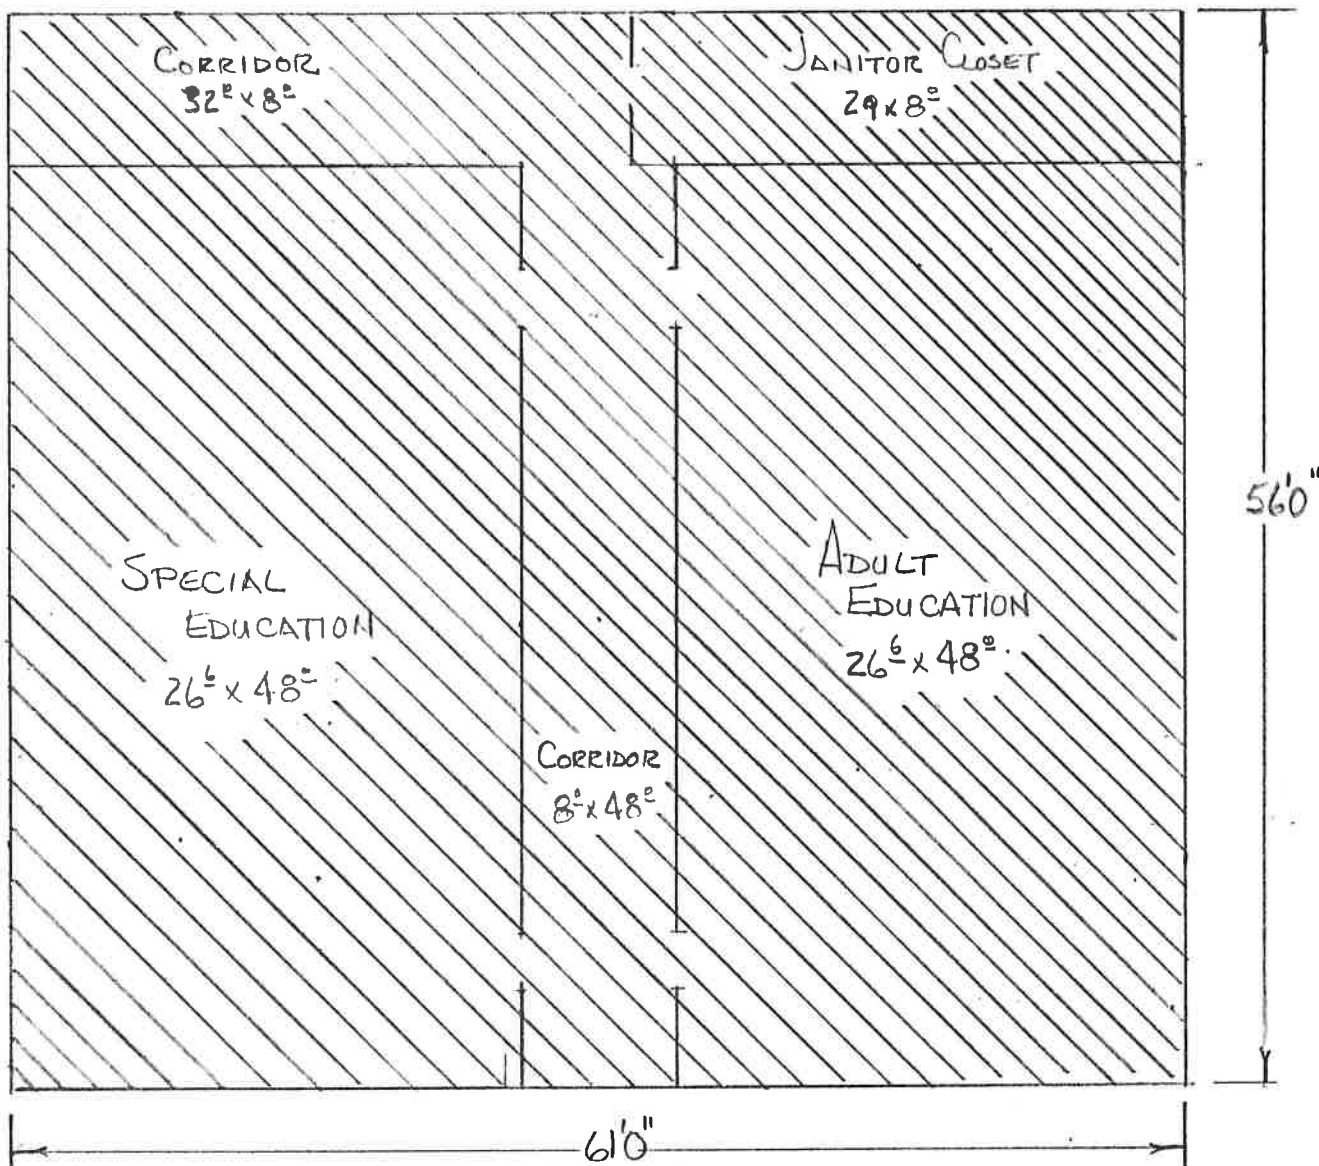 CORRIDOR
32⁰ x 8⁰
JANITOR CLOSET
29 x 8⁰
56'0"
SPECIAL
EDUCATION
26⁶ x 48⁰
ADULT
EDUCATION
26⁶ x 48⁰
CORRIDOR
8⁰ x 48⁰
61'0"